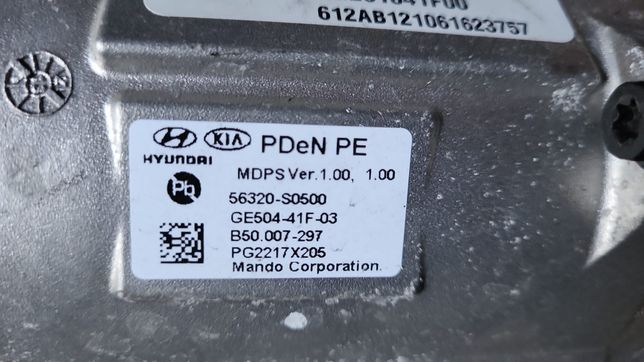 612AB121061623757
HYUNDAI KIA PDeN PE
MDPS Ver.1.00, 1.00
Pb
56320-S0500
GE504-41F-03
B50.007-297
PG2217X205
Mando Corporation.